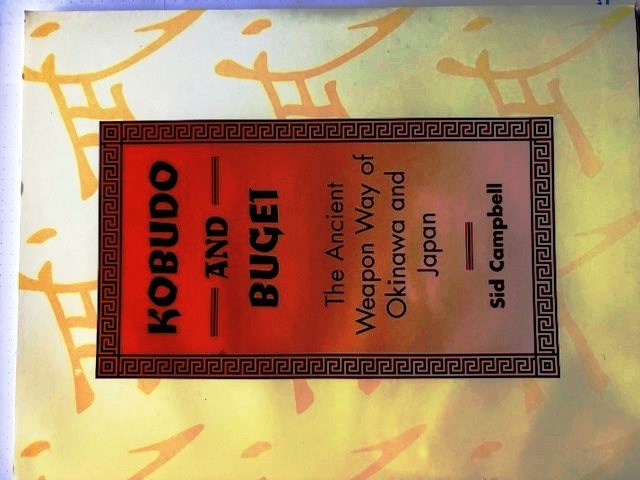 KOBUDO
AND
BUGEI
The Ancient
Weapon Way of
Okinawa and
Japan
Sid Campbell